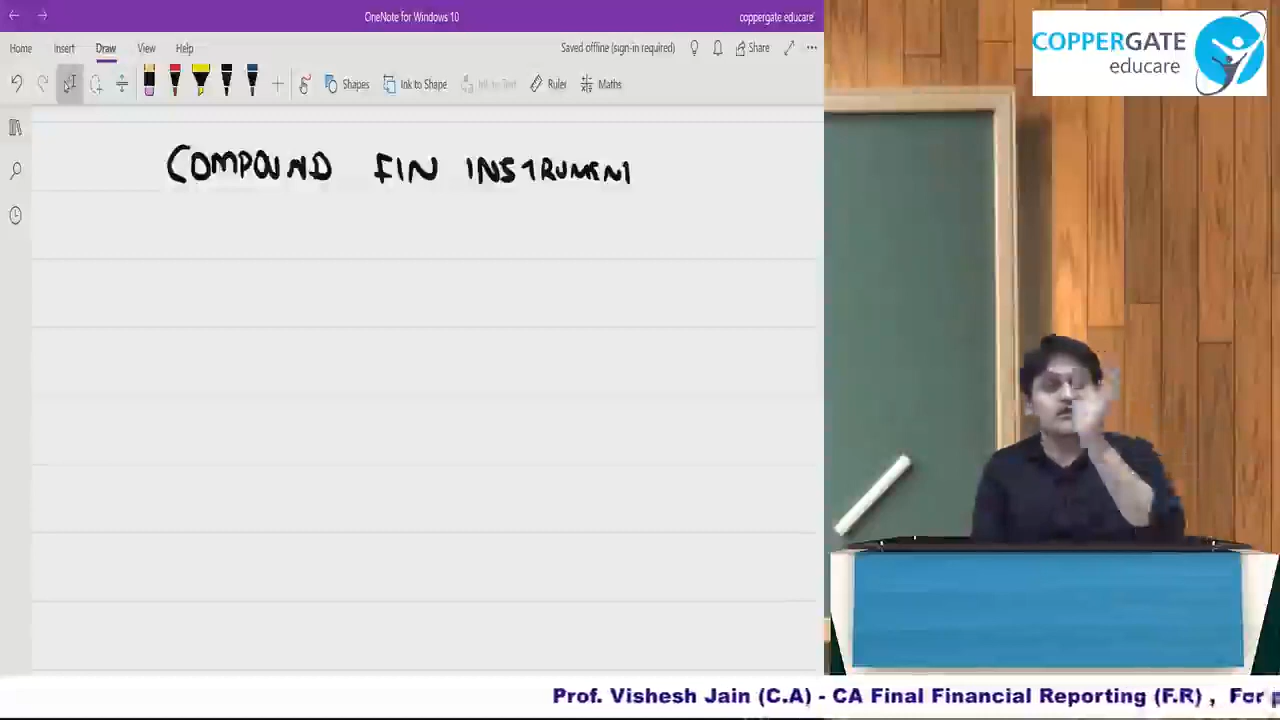 OneNote for Windows 10
coppergate educare
Home Insert Draw View Help
Saved offline (sign-in required)
Share
Shapes
Ink to Shape
Ink to Text
Ruler
Maths
COPPERGATE
educare
COMPOUND FIN INSTRUMENT
Prof. Vishesh Jain (C.A) - CA Final Financial Reporting (F.R) , For p